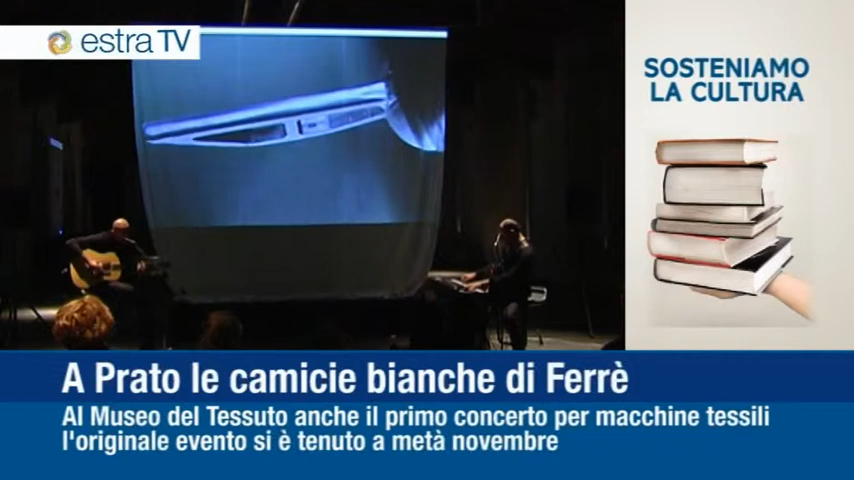 estra TV
SOSTENIAMO
LA CULTURA
A Prato le camicie bianche di Ferrè
Al Museo del Tessuto anche il primo concerto per macchine tessili
l'originale evento si è tenuto a metà novembre